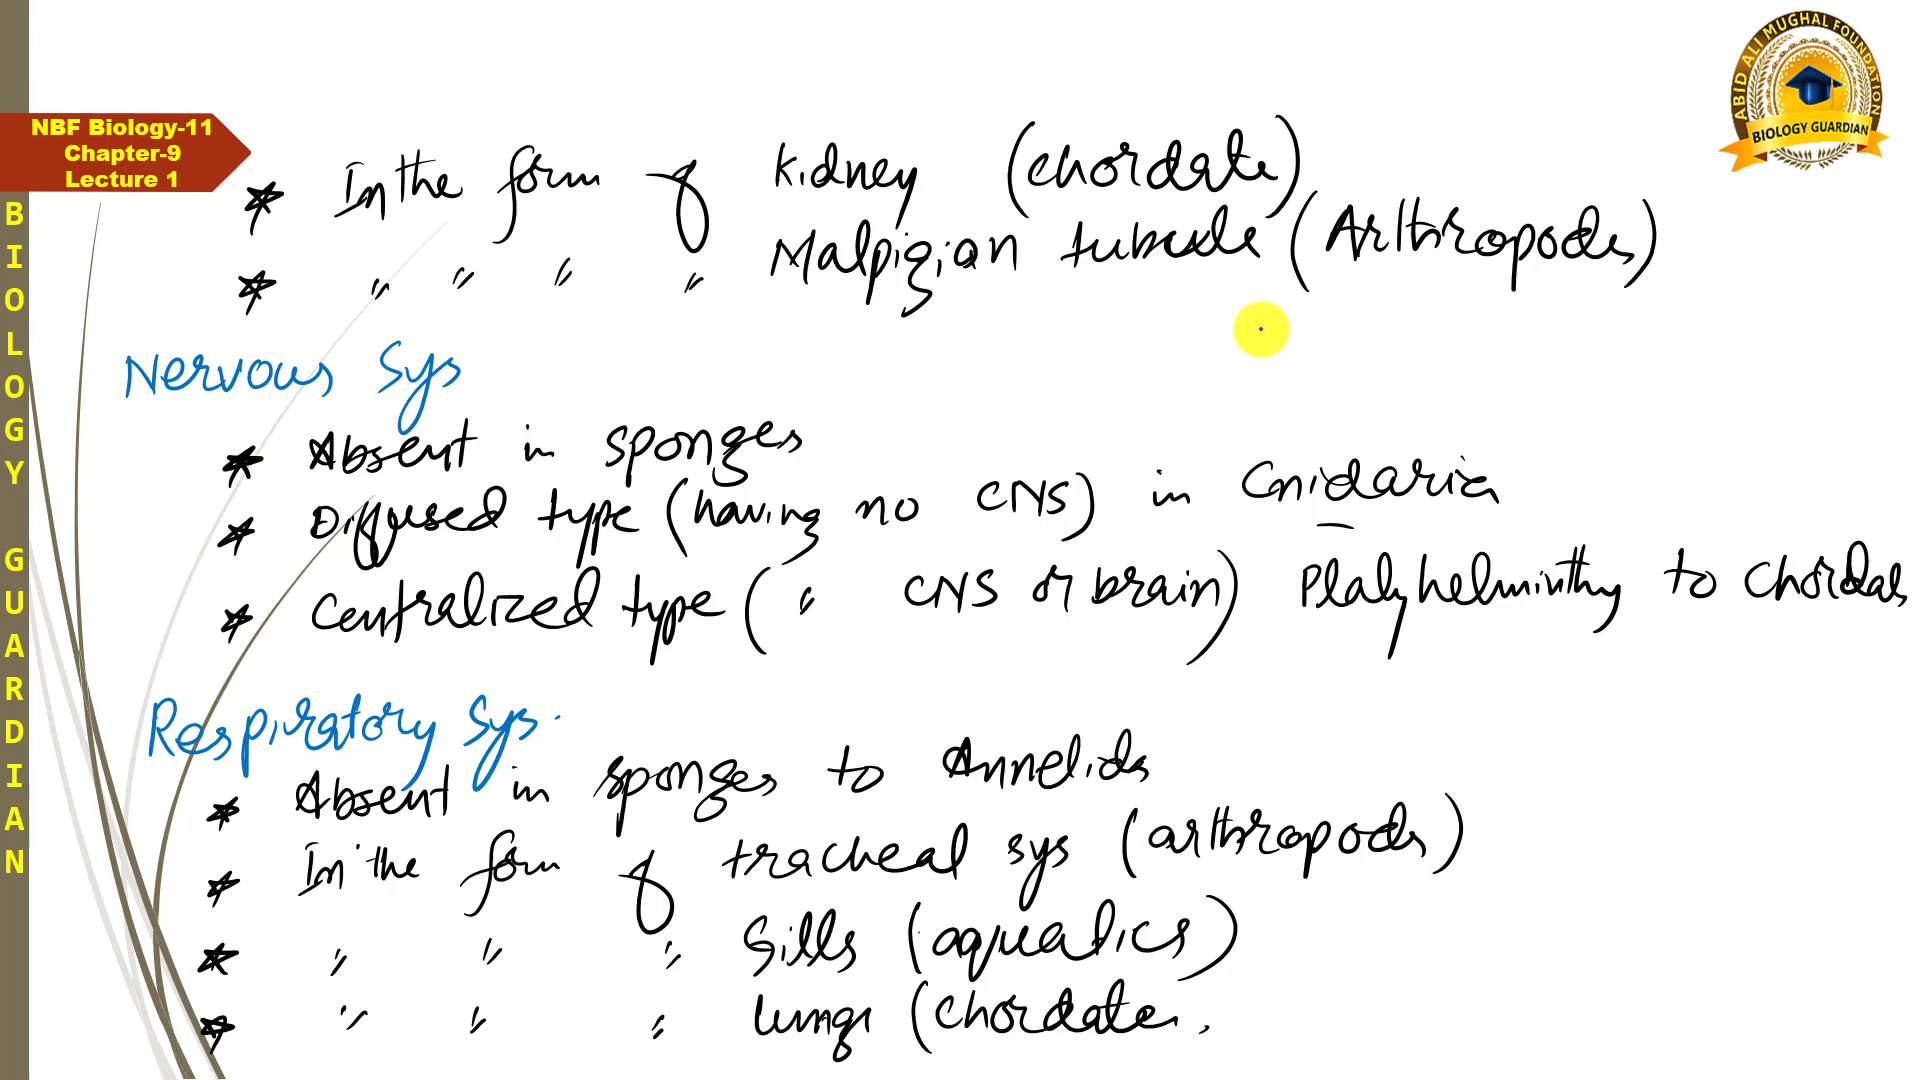 ABID ALI MUGHAL FOUNDATION
BIOLOGY GUARDIAN
NBF Biology-11
Chapter-9
Lecture 1
BIOLOGY GUARDIAN
* In the form of kidney (chordate)
* " " " " Malpigian tubule (Arthropods)
Nervous Sys
* Absent in sponges
* Diffused type (having no CNS) in Cnidaria
* Centralized type ( " CNS or brain) Platyhelminthy to Chordat
Respiratory Sys.
* Absent in sponges to Annelids
* In the form of tracheal sys (arthropods)
* " " " Gills (aquatics)
* " " " lungs (Chordates.